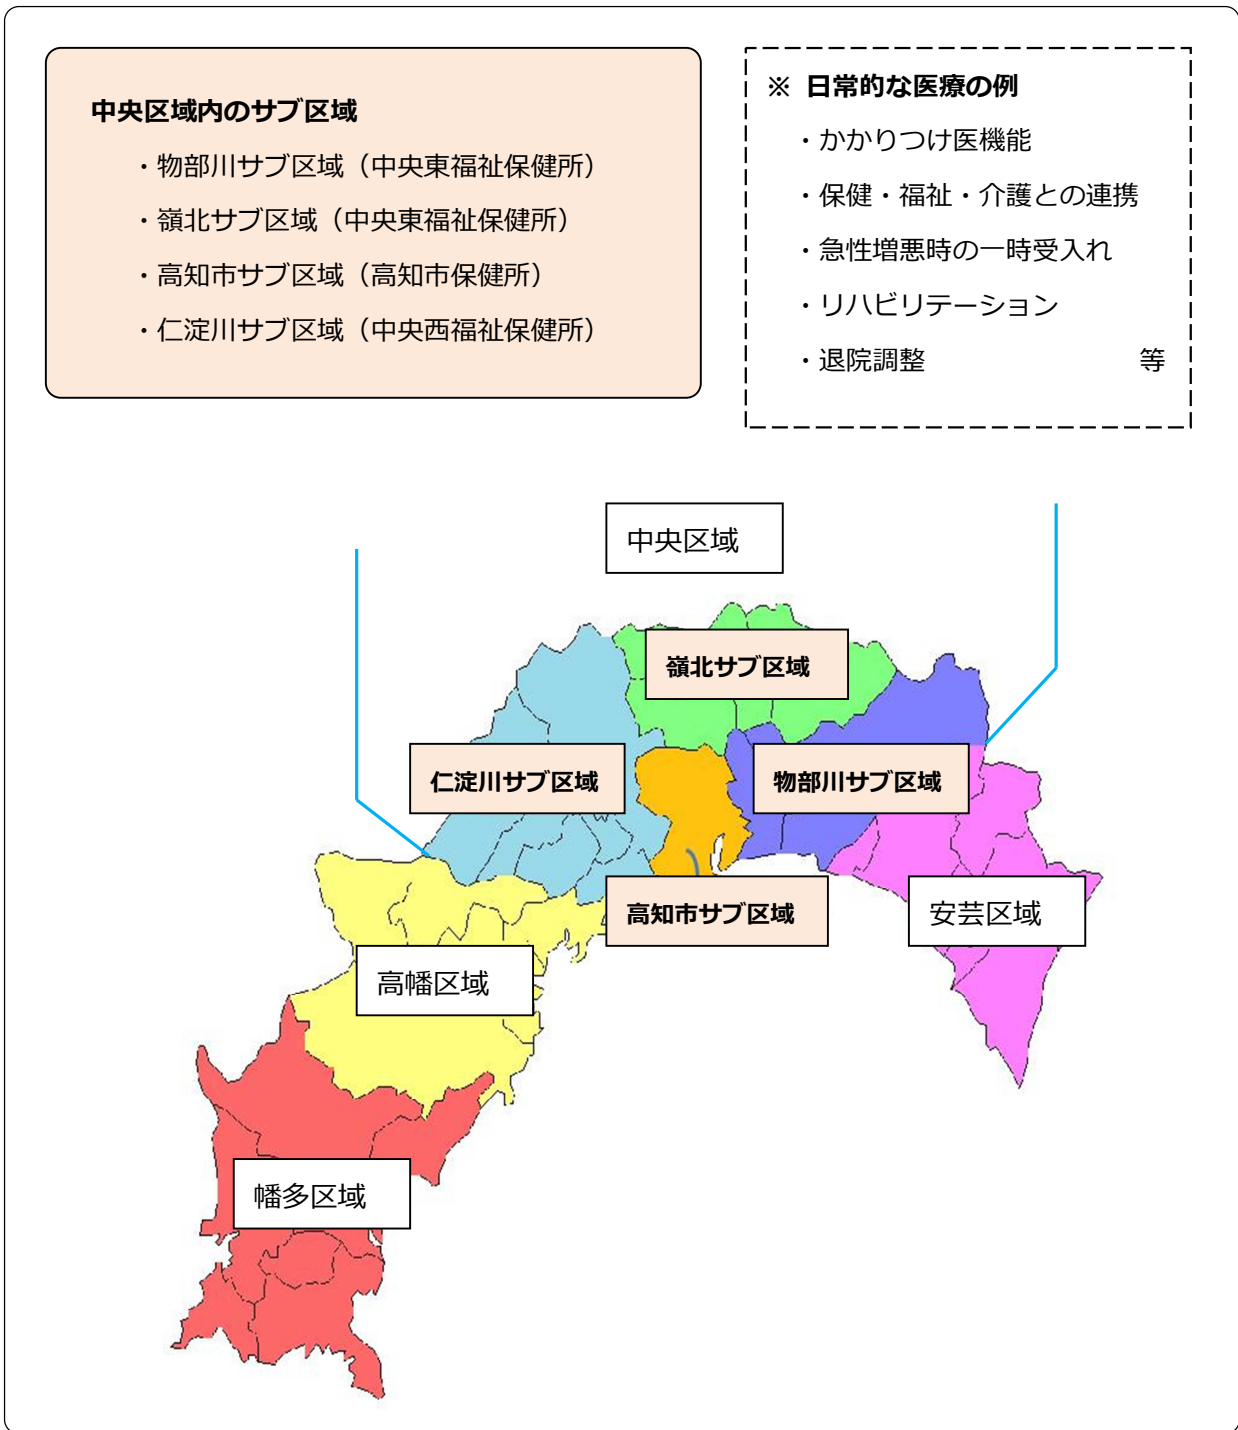 中央区域内のサブ区域
・物部川サブ区域（中央東福祉保健所）
・嶺北サブ区域（中央東福祉保健所）
・高知市サブ区域（高知市保健所）
・仁淀川サブ区域（中央西福祉保健所）
※ 日常的な医療の例
・かかりつけ医機能
・保健・福祉・介護との連携
・急性増悪時の一時受入れ
・リハビリテーション
・退院調整 等
中央区域
嶺北サブ区域
仁淀川サブ区域
物部川サブ区域
高知市サブ区域
安芸区域
高幡区域
幡多区域